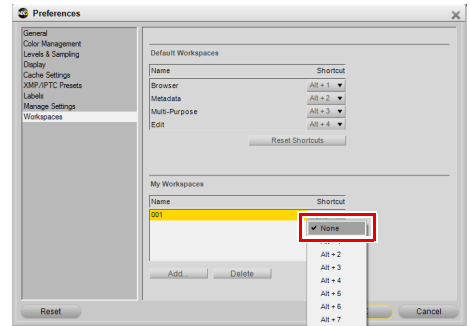 Preferences
General
Color Management
Levels & Sampling
Display
Cache Settings
XMP/IPTC Presets
Labels
Manage Settings
Workspaces
Default Workspaces
Name Shortcut
Browser Alt + 1
Metadata Alt + 2
Multi-Purpose Alt + 3
Edit Alt + 4
Reset Shortcuts
My Workspaces
Name Shortcut
001
✔ None
Alt + 2
Alt + 3
Alt + 4
Alt + 5
Alt + 6
Alt + 7
Add... Delete
Reset Cancel